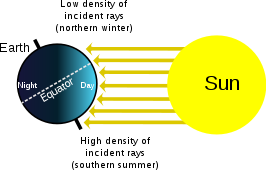 Low density of
incident rays
(northern winter)
Earth
Sun
Night
Equator
Day
High density of
incident rays
(southern summer)